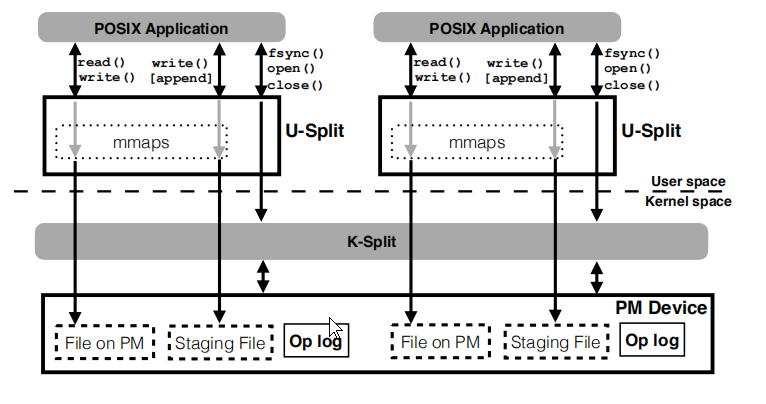 POSIX Application
POSIX Application
read()
write()
write()
[append]
fsync()
open()
close()
read()
write()
write()
[append]
fsync()
open()
close()
mmaps
U-Split
mmaps
U-Split
User space
Kernel space
K-Split
PM Device
File on PM
Staging File
Op log
File on PM
Staging File
Op log